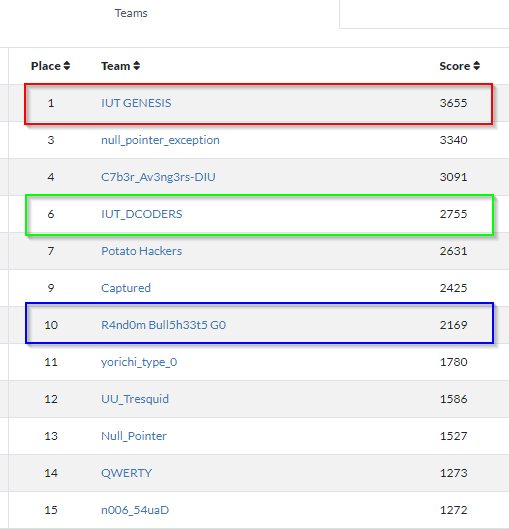 Teams
Place Team Score
1 IUT GENESIS 3655
3 null_pointer_exception 3340
4 C7b3r_Av3ng3rs-DIU 3091
6 IUT_DCODERS 2755
7 Potato Hackers 2631
9 Captured 2425
10 R4nd0m Bull5h33t5 G0 2169
11 yorichi_type_0 1780
12 UU_Tresquid 1586
13 Null_Pointer 1527
14 QWERTY 1273
15 n006_54uaD 1272